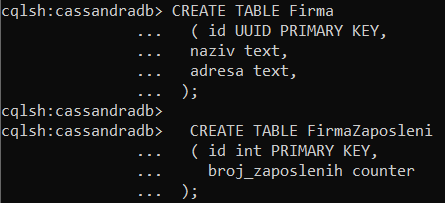 cqlsh:cassandradb> CREATE TABLE Firma
               ...   ( id UUID PRIMARY KEY,
               ...   naziv text,
               ...   adresa text,
               ...  );
cqlsh:cassandradb>
cqlsh:cassandradb>   CREATE TABLE FirmaZaposleni
               ...   ( id int PRIMARY KEY,
               ...     broj_zaposlenih counter
               ...  );